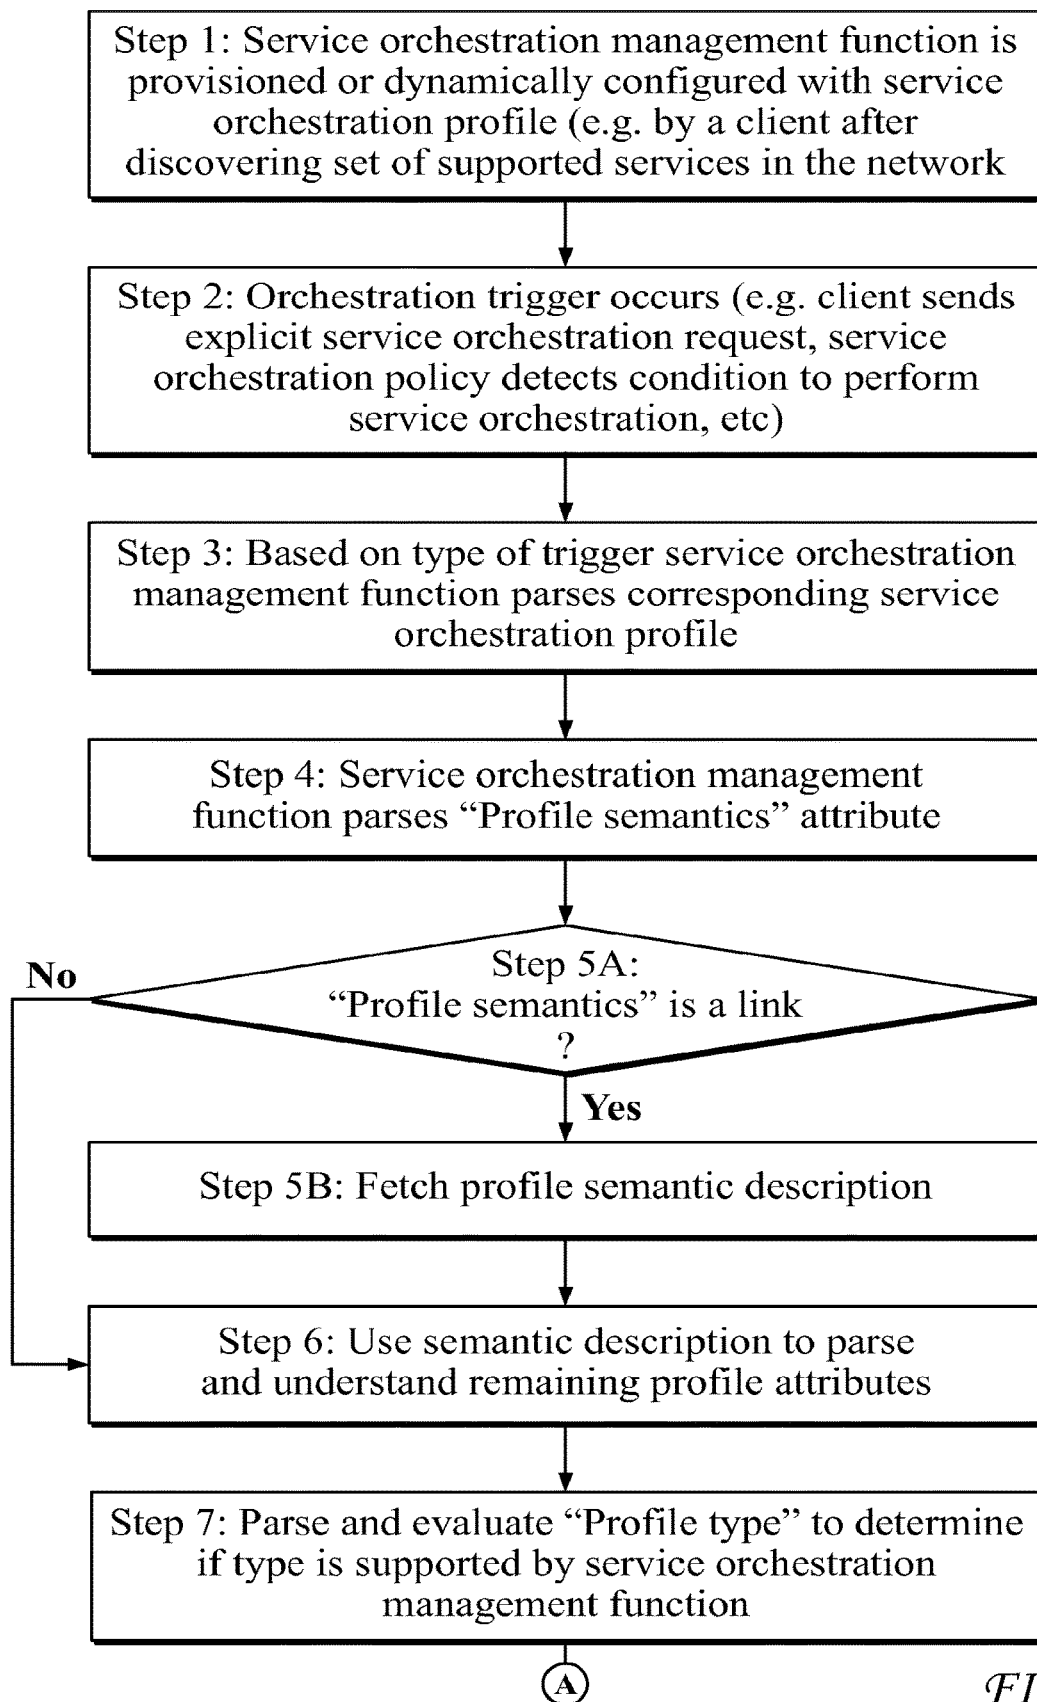 Step 1: Service orchestration management function is
provisioned or dynamically configured with service
orchestration profile (e.g. by a client after
discovering set of supported services in the network
Step 2: Orchestration trigger occurs (e.g. client sends
explicit service orchestration request, service
orchestration policy detects condition to perform
service orchestration, etc)
Step 3: Based on type of trigger service orchestration
management function parses corresponding service
orchestration profile
Step 4: Service orchestration management
function parses “Profile semantics” attribute
No
Step 5A:
“Profile semantics” is a link
?
Yes
Step 5B: Fetch profile semantic description
Step 6: Use semantic description to parse
and understand remaining profile attributes
Step 7: Parse and evaluate “Profile type” to determine
if type is supported by service orchestration
management function
A